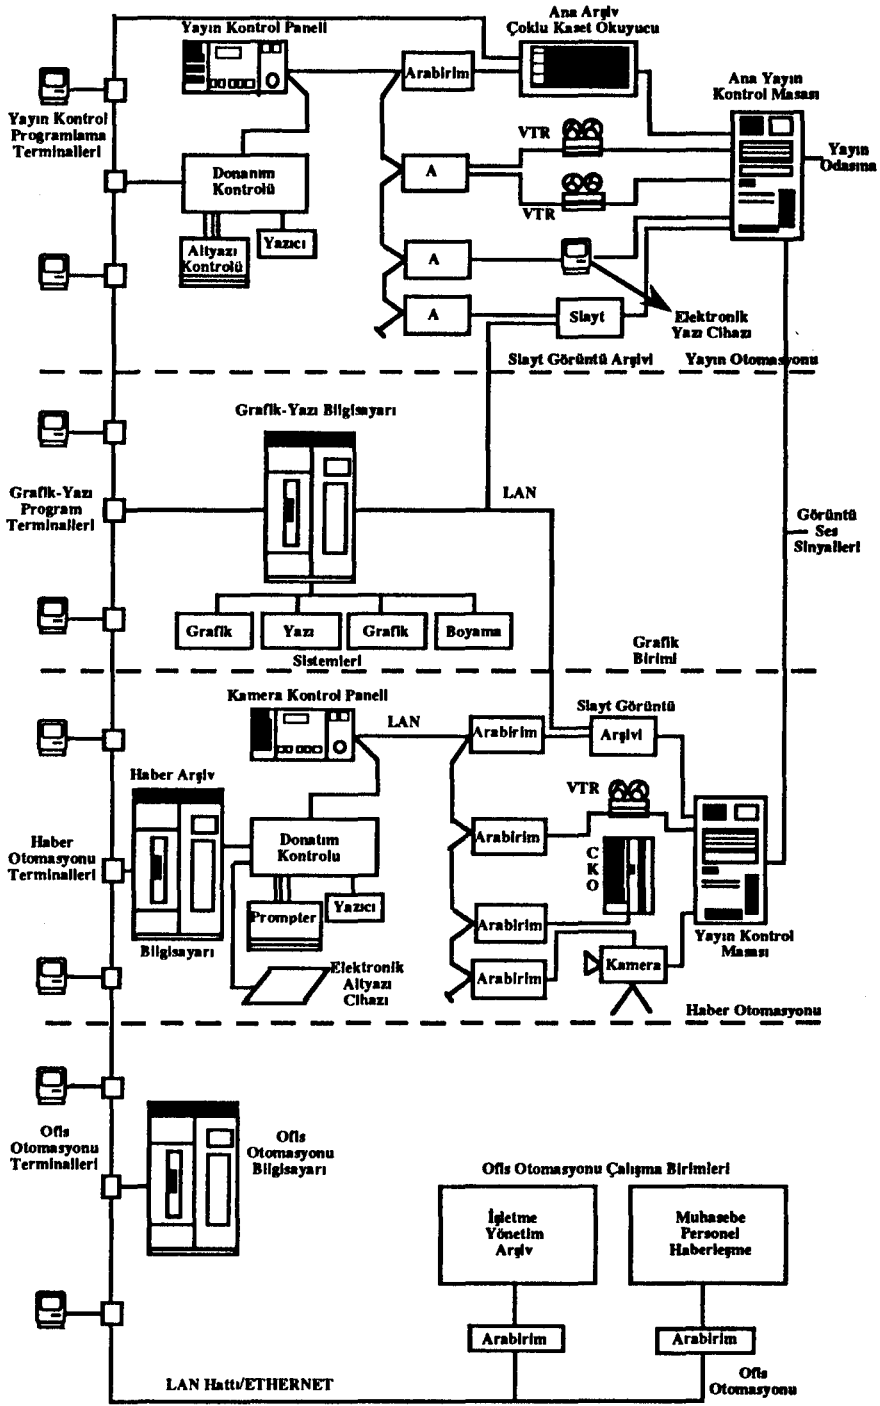 Yayın Kontrol Paneli
Ana Arşiv
Çoklu Kaset Okuyucu
Arabirim
Ana Yayın
Kontrol Masası
Yayın Kontrol
Programlama
Terminalleri
VTR
Yayın
Odasına
Donanım
Kontrolü
A
VTR
Altyazı
Kontrolü
Yazıcı
A
A
Slayt
Elektronik
Yazı Cihazı
Slayt Görüntü Arşivi
Yayın Otomasyonu
Grafik-Yazı Bilgisayarı
LAN
Grafik-Yazı
Program
Terminalleri
Görüntü
Ses
Sinyalleri
Grafik
Yazı
Grafik
Boyama
Sistemleri
Grafik
Birimi
Kamera Kontrol Paneli
LAN
Slayt Görüntü
Arabirim
Arşivi
Haber Arşiv
VTR
Haber
Otomasyonu
Terminalleri
Donatım
Kontrolu
Arabirim
C
K
O
Prompter
Yazıcı
Arabirim
Bilgisayarı
Yayın Kontrol
Masası
Elektronik
Altyazı
Cihazı
Arabirim
Kamera
Haber Otomasyonu
Ofis
Otomasyonu
Terminalleri
Ofis
Otomasyonu
Bilgisayarı
Ofis Otomasyonu Çalışma Birimleri
İşletme
Yönetim
Arşiv
Muhasebe
Personel
Haberleşme
Arabirim
Arabirim
LAN Hattı/ETHERNET
Ofis
Otomasyonu